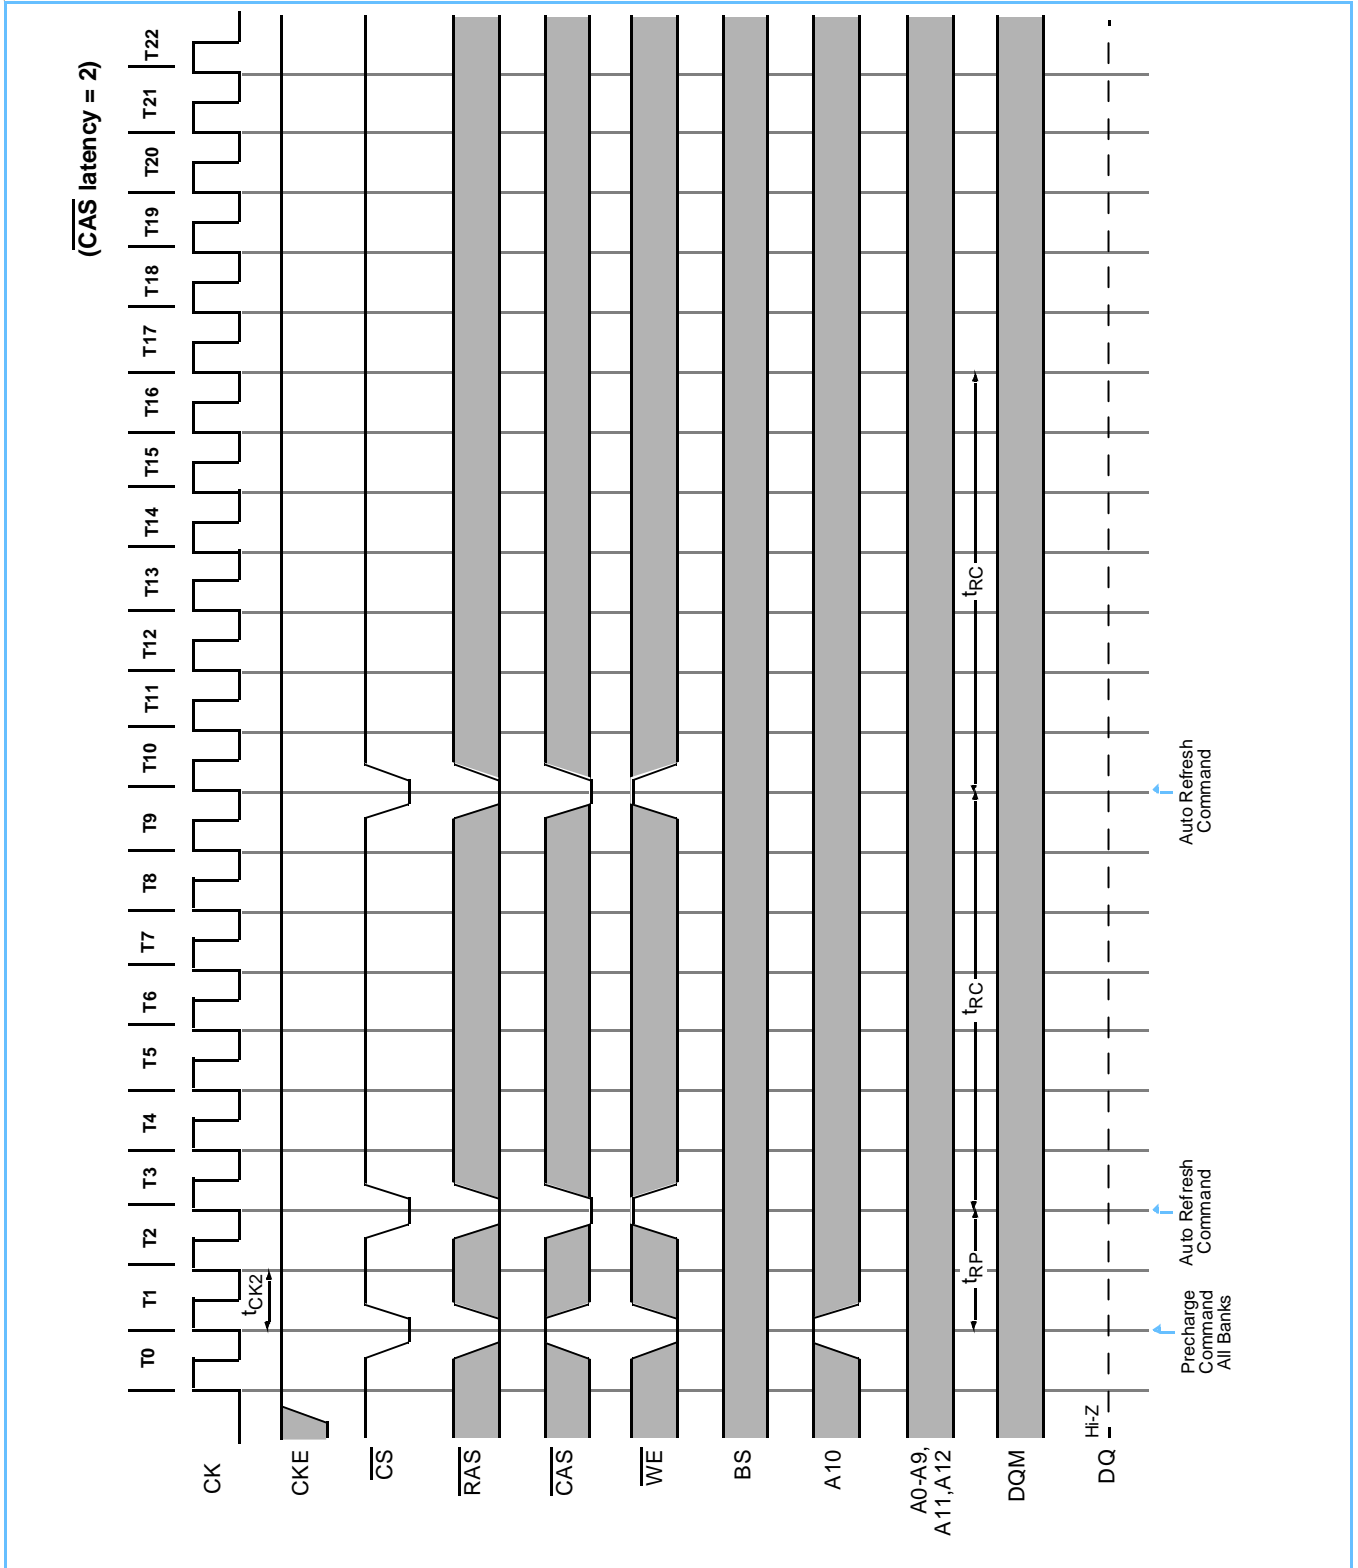 (CAS latency = 2)
T0 T1 T2 T3 T4 T5 T6 T7 T8 T9 T10 T11 T12 T13 T14 T15 T16 T17 T18 T19 T20 T21 T22
CK
tCK2
CKE
CS
RAS
CAS
WE
BS
A10
A0-A9,
A11,A12
tRP
tRC
tRC
DQM
DQ
Hi-Z
Precharge
Command
All Banks
Auto Refresh
Command
Auto Refresh
Command